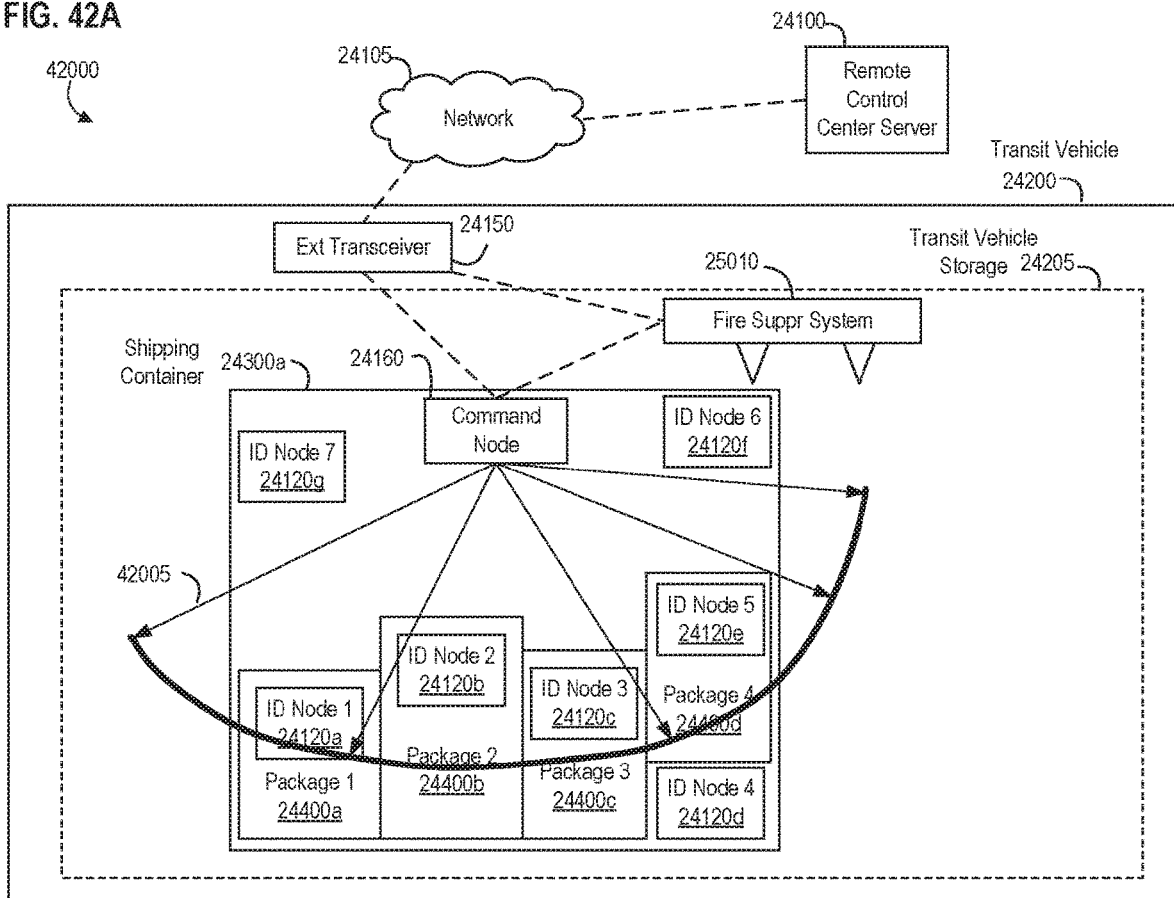 FIG. 42A
42000
24105
Network
24100
Remote
Control
Center Server
Transit Vehicle
24200
Ext Transceiver
24150
Transit Vehicle
Storage 24205
25010
Fire Suppr System
Shipping
Container
24300a
24160
Command
Node
ID Node 7
24120g
ID Node 6
24120f
42005
ID Node 1
24120a
Package 1
24400a
ID Node 2
24120b
Package 2
24400b
ID Node 3
24120c
Package 3
24400c
ID Node 5
24120e
Package 4
24400d
ID Node 4
24120d